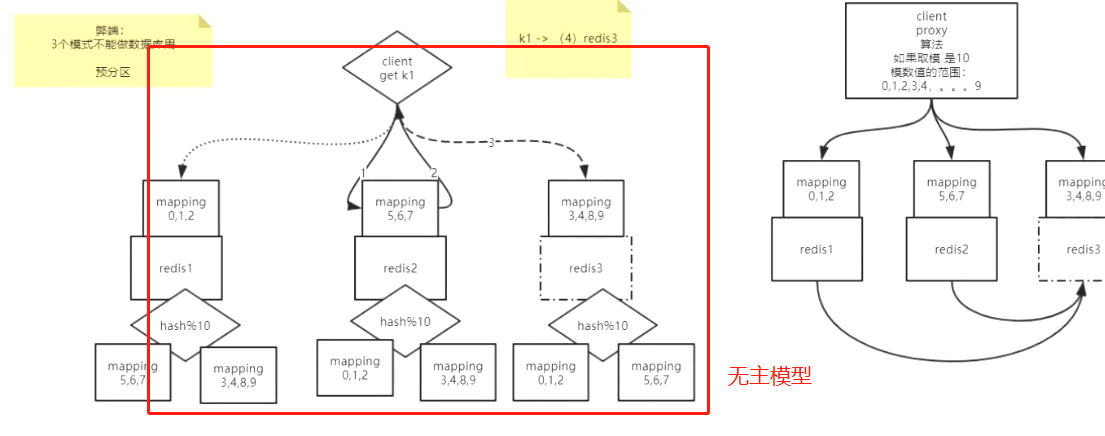 弊端：
3个模式不能做数据库用
预分区
client
get k1
k1 -> （4）redis3
client
proxy
算法
如果取模 是10
模数值的范围：
0,1,2,3,4，。。。9
3
1
2
mapping
0,1,2
mapping
5,6,7
mapping
3,4,8,9
redis1
redis2
redis3
hash%10
hash%10
hash%10
mapping
5,6,7
mapping
3,4,8,9
mapping
0,1,2
mapping
3,4,8,9
mapping
0,1,2
mapping
5,6,7
mapping
0,1,2
mapping
5,6,7
mapping
3,4,8,9
redis1
redis2
redis3
无主模型